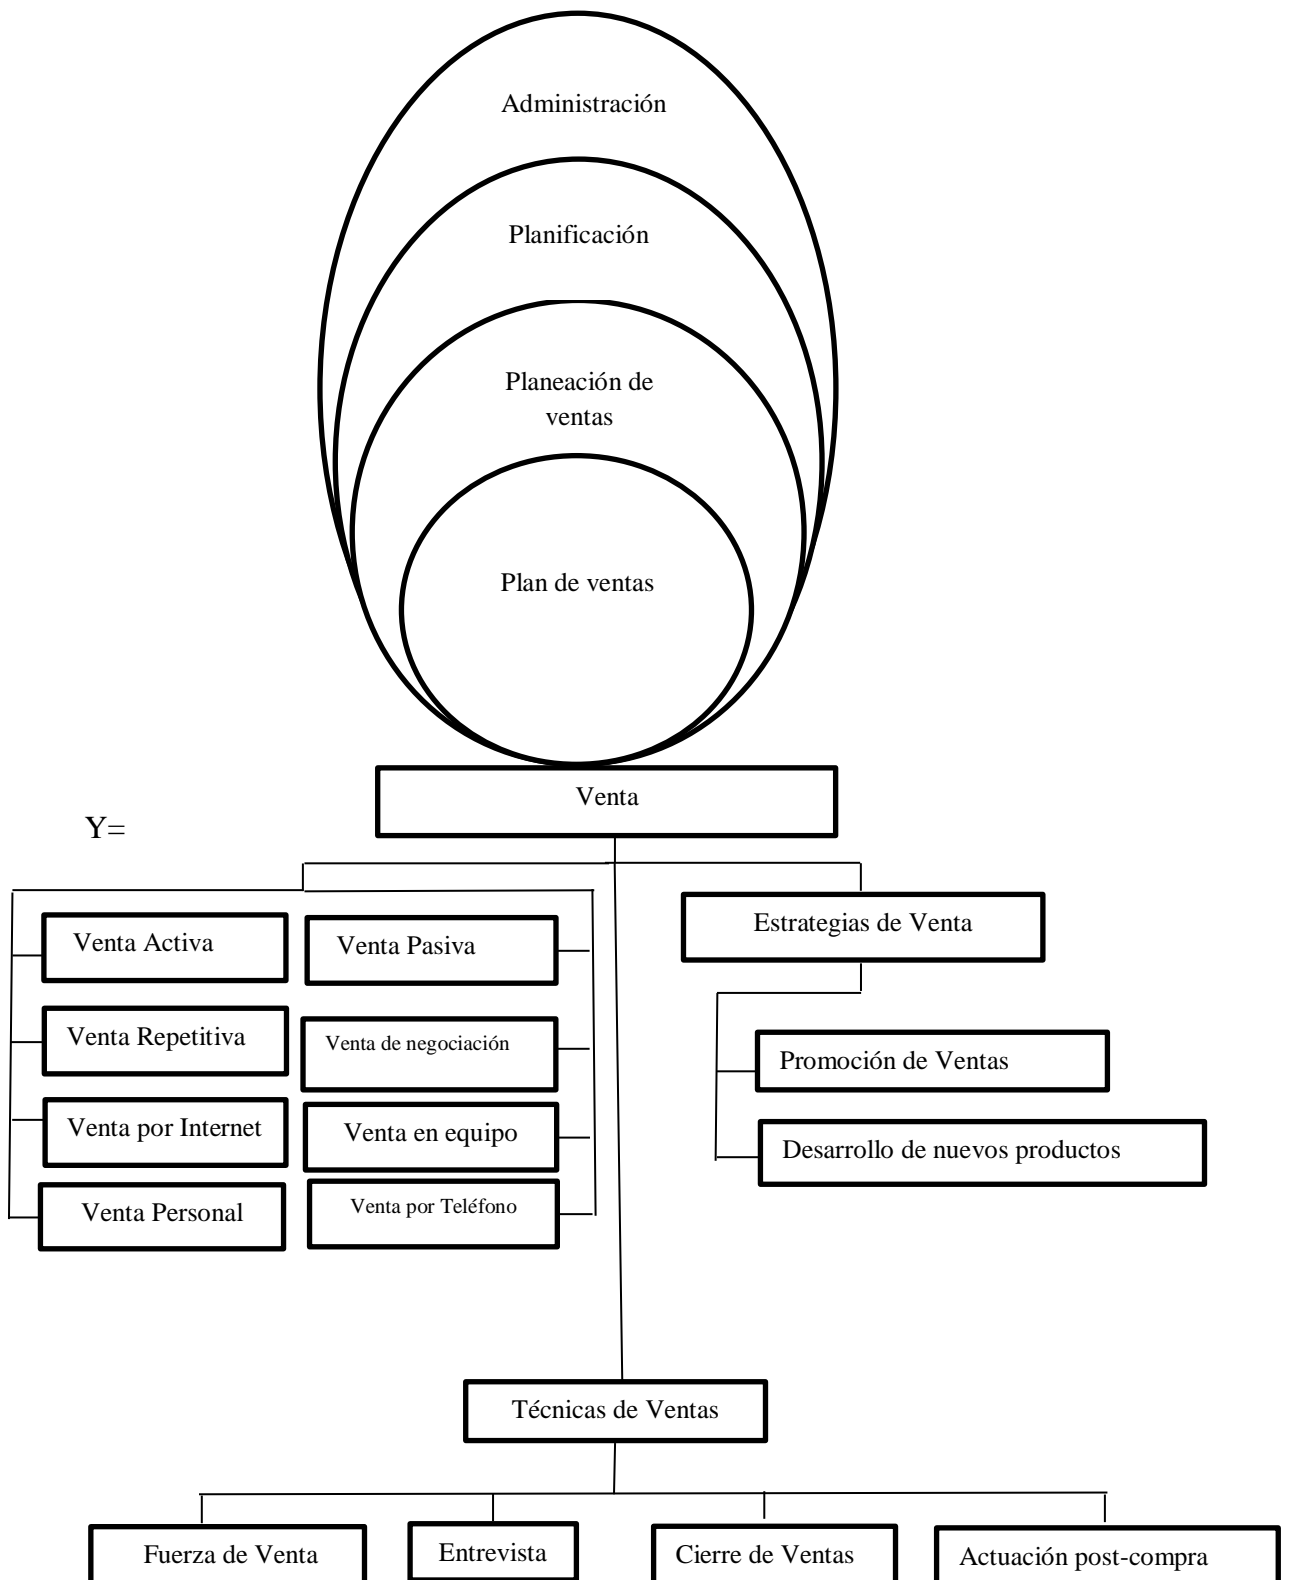 Administración
Planificación
Planeación de
ventas
Plan de ventas
Venta
Y=
Estrategias de Venta
Venta Activa
Venta Pasiva
Venta Repetitiva
Venta de negociación
Promoción de Ventas
Venta por Internet
Venta en equipo
Desarrollo de nuevos productos
Venta Personal
Venta por Teléfono
Técnicas de Ventas
Fuerza de Venta
Entrevista
Cierre de Ventas
Actuación post-compra